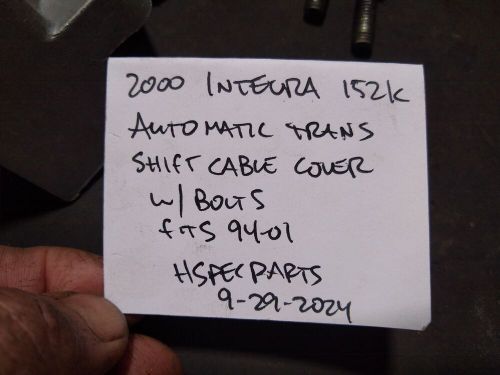 2000 INTEGRA 152K
AUTOMATIC TRANS
SHIFT CABLE COVER
W/ BOLTS
fITS 94-01
HSPECPARTS
9-29-2024